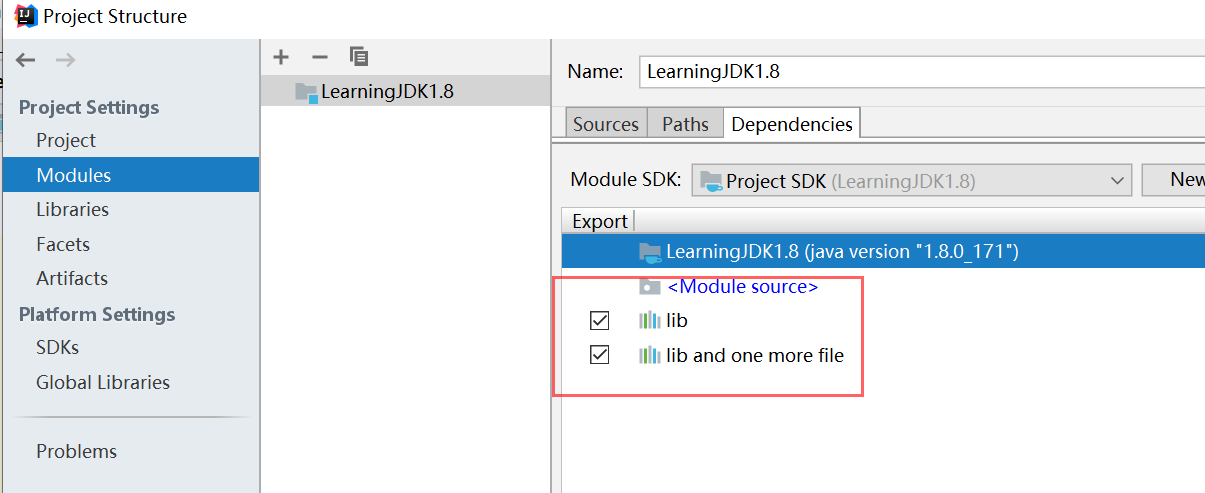 Project Structure
Project Settings
Project
Modules
Libraries
Facets
Artifacts
Platform Settings
SDKs
Global Libraries
Problems
LearningJDK1.8
Name: LearningJDK1.8
Sources Paths Dependencies
Module SDK: Project SDK (LearningJDK1.8) New
Export
LearningJDK1.8 (java version "1.8.0_171")
<Module source>
lib
lib and one more file